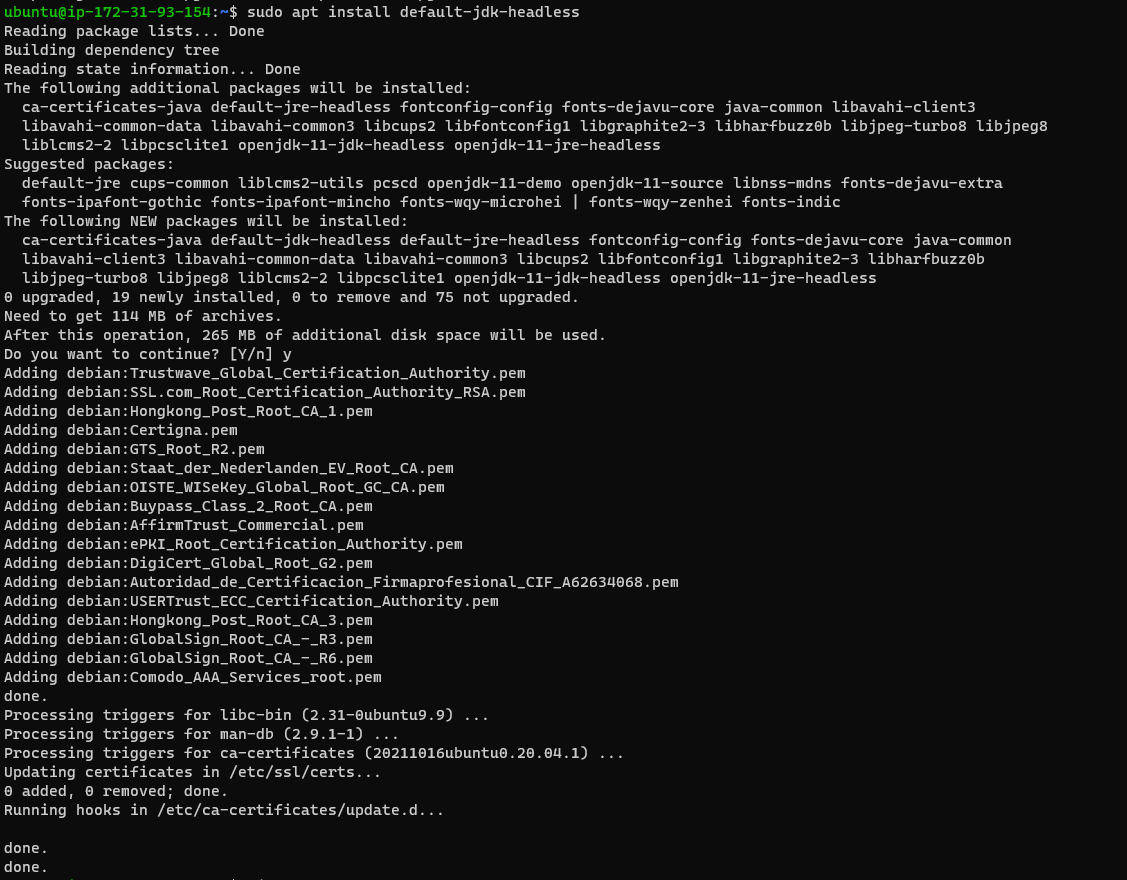 ubuntu@ip-172-31-93-154:~$ sudo apt install default-jdk-headless
Reading package lists... Done
Building dependency tree
Reading state information... Done
The following additional packages will be installed:
  ca-certificates-java default-jre-headless fontconfig-config fonts-dejavu-core java-common libavahi-client3
  libavahi-common-data libavahi-common3 libcups2 libfontconfig1 libgraphite2-3 libharfbuzz0b libjpeg-turbo8 libjpeg8
  liblcms2-2 libpcsclite1 openjdk-11-jdk-headless openjdk-11-jre-headless
Suggested packages:
  default-jre cups-common liblcms2-utils pcscd openjdk-11-demo openjdk-11-source libnss-mdns fonts-dejavu-extra
  fonts-ipafont-gothic fonts-ipafont-mincho fonts-wqy-microhei | fonts-wqy-zenhei fonts-indic
The following NEW packages will be installed:
  ca-certificates-java default-jdk-headless default-jre-headless fontconfig-config fonts-dejavu-core java-common
  libavahi-client3 libavahi-common-data libavahi-common3 libcups2 libfontconfig1 libgraphite2-3 libharfbuzz0b
  libjpeg-turbo8 libjpeg8 liblcms2-2 libpcsclite1 openjdk-11-jdk-headless openjdk-11-jre-headless
0 upgraded, 19 newly installed, 0 to remove and 75 not upgraded.
Need to get 114 MB of archives.
After this operation, 265 MB of additional disk space will be used.
Do you want to continue? [Y/n] y
Adding debian:Trustwave_Global_Certification_Authority.pem
Adding debian:SSL.com_Root_Certification_Authority_RSA.pem
Adding debian:Hongkong_Post_Root_CA_1.pem
Adding debian:Certigna.pem
Adding debian:GTS_Root_R2.pem
Adding debian:Staat_der_Nederlanden_EV_Root_CA.pem
Adding debian:OISTE_WISeKey_Global_Root_GC_CA.pem
Adding debian:Buypass_Class_2_Root_CA.pem
Adding debian:AffirmTrust_Commercial.pem
Adding debian:ePKI_Root_Certification_Authority.pem
Adding debian:DigiCert_Global_Root_G2.pem
Adding debian:Autoridad_de_Certificacion_Firmaprofesional_CIF_A62634068.pem
Adding debian:USERTrust_ECC_Certification_Authority.pem
Adding debian:Hongkong_Post_Root_CA_3.pem
Adding debian:GlobalSign_Root_CA_-_R3.pem
Adding debian:GlobalSign_Root_CA_-_R6.pem
Adding debian:Comodo_AAA_Services_root.pem
done.
Processing triggers for libc-bin (2.31-0ubuntu9.9) ...
Processing triggers for man-db (2.9.1-1) ...
Processing triggers for ca-certificates (20211016ubuntu0.20.04.1) ...
Updating certificates in /etc/ssl/certs...
0 added, 0 removed; done.
Running hooks in /etc/ca-certificates/update.d...

done.
done.